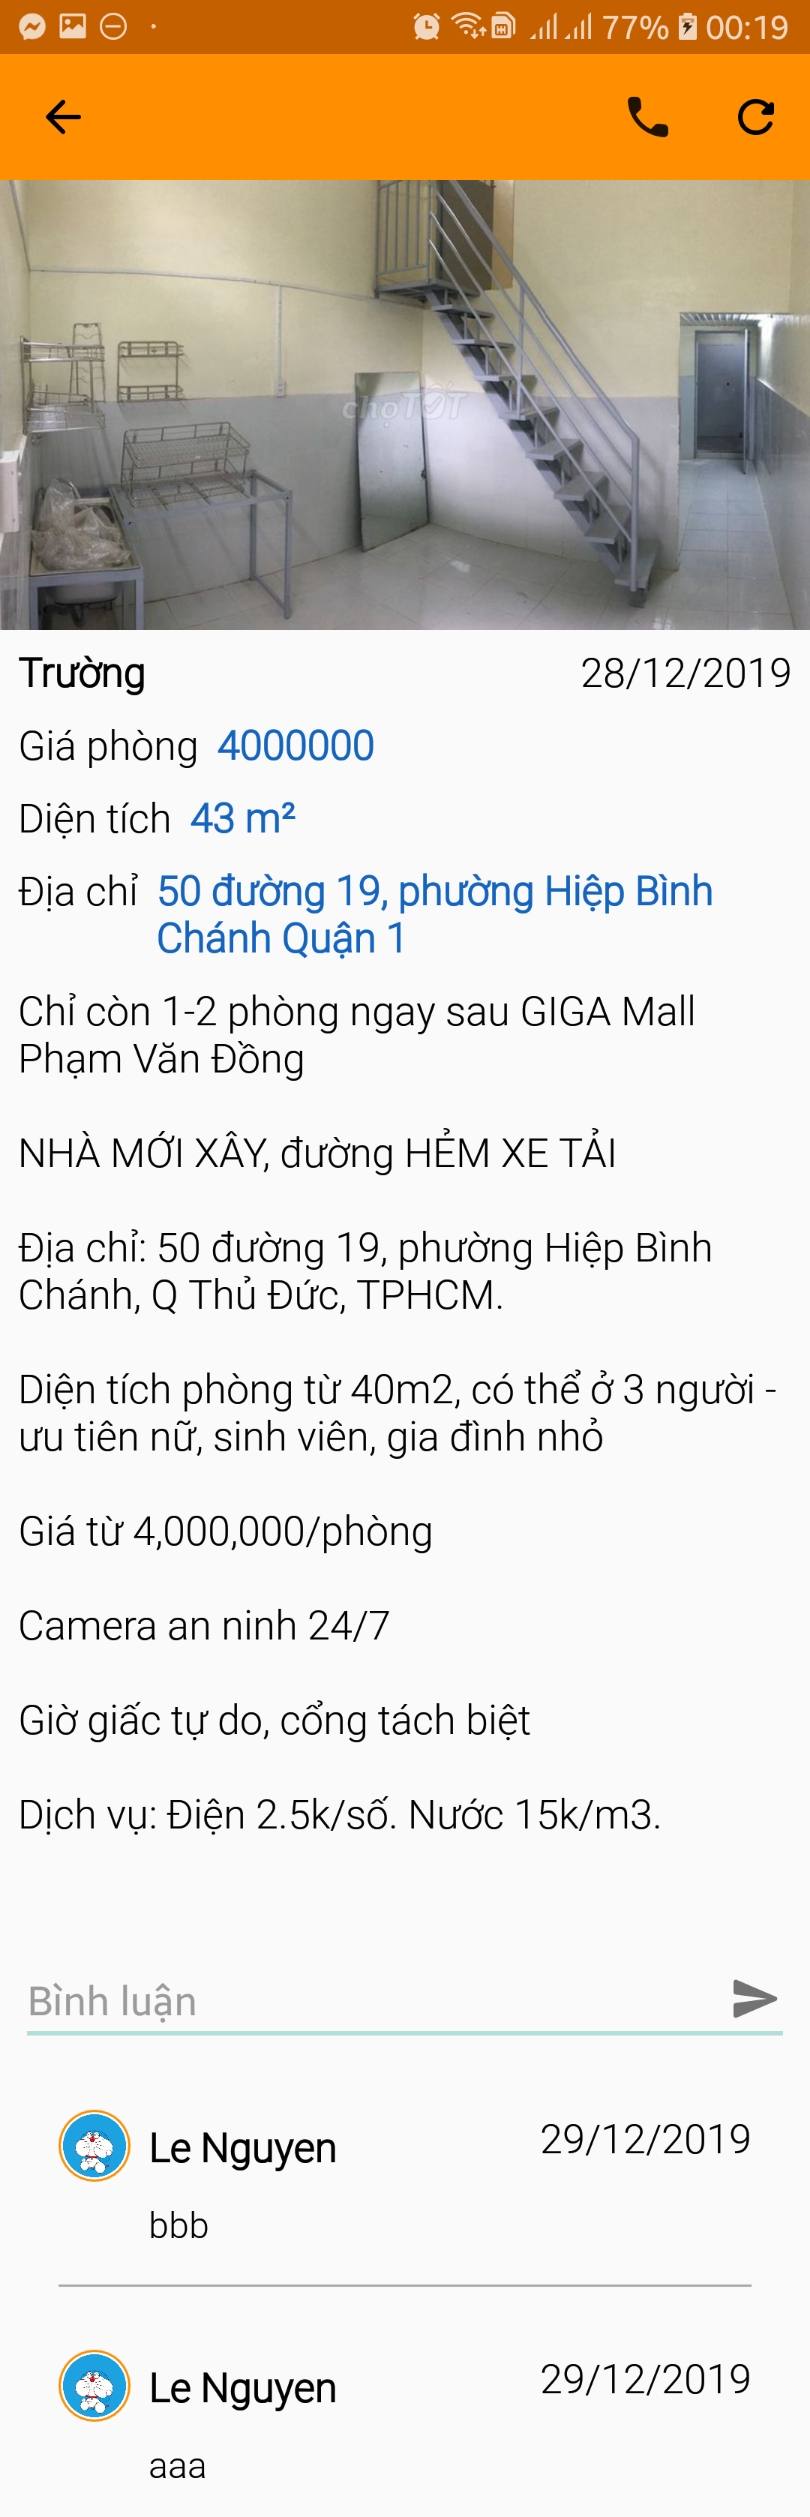 77% 00:19
chợTỐT
Trường 28/12/2019
Giá phòng 4000000
Diện tích 43 m²
Địa chỉ 50 đường 19, phường Hiệp Bình
Chánh Quận 1
Chỉ còn 1-2 phòng ngay sau GIGA Mall
Phạm Văn Đồng
NHÀ MỚI XÂY, đường HẺM XE TẢI
Địa chỉ: 50 đường 19, phường Hiệp Bình
Chánh, Q Thủ Đức, TPHCM.
Diện tích phòng từ 40m2, có thể ở 3 người -
ưu tiên nữ, sinh viên, gia đình nhỏ
Giá từ 4,000,000/phòng
Camera an ninh 24/7
Giờ giấc tự do, cổng tách biệt
Dịch vụ: Điện 2.5k/số. Nước 15k/m3.
Bình luận
Le Nguyen 29/12/2019
bbb
Le Nguyen 29/12/2019
aaa